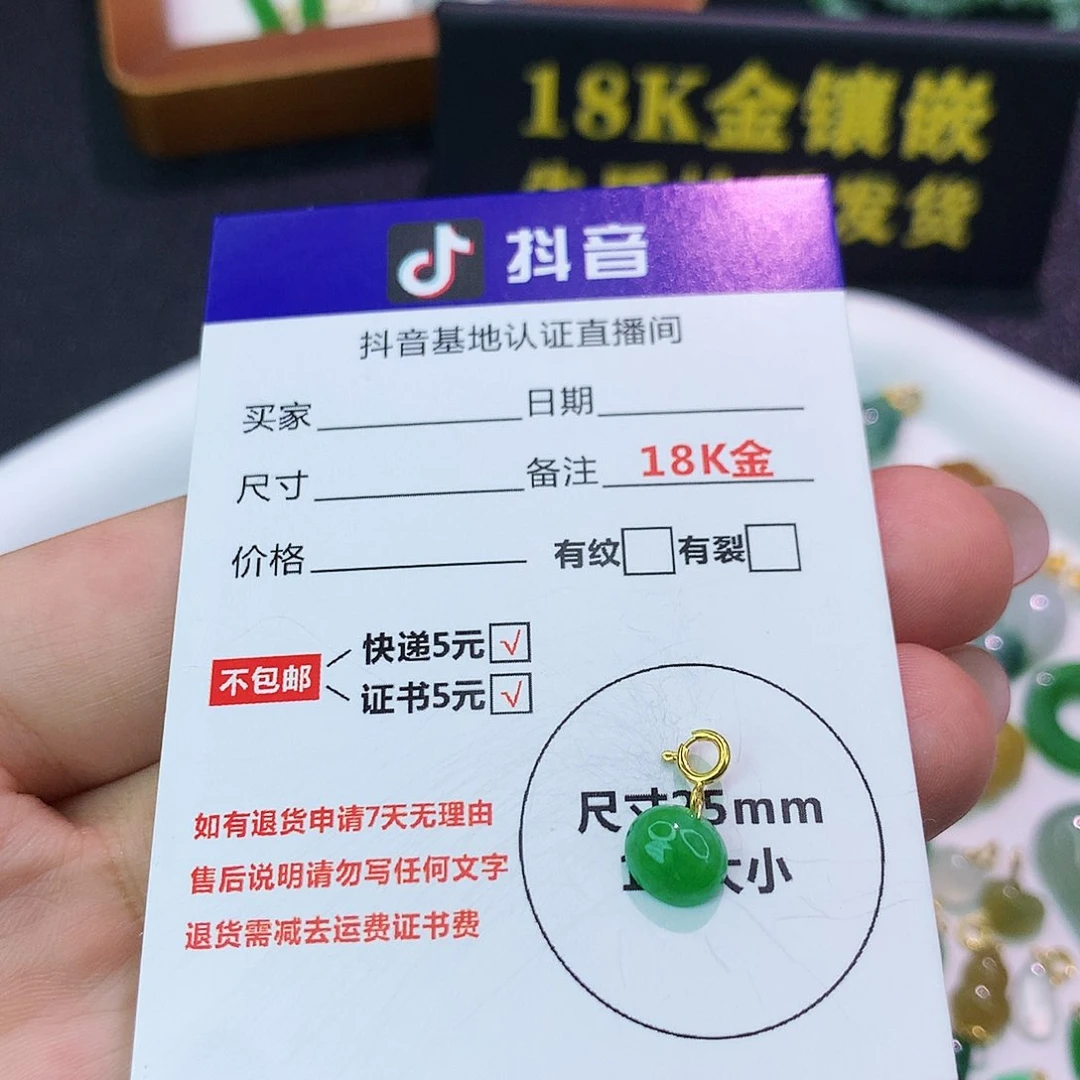 18K金镶嵌
发货
抖音
抖音基地认证直播间
买家 日期
尺寸 备注 18K金
价格 有纹 有裂
不包邮
快递5元 √
证书5元 √
如有退货申请7天无理由
售后说明请勿写任何文字
退货需减去运费证书费
尺寸 5mm
大小